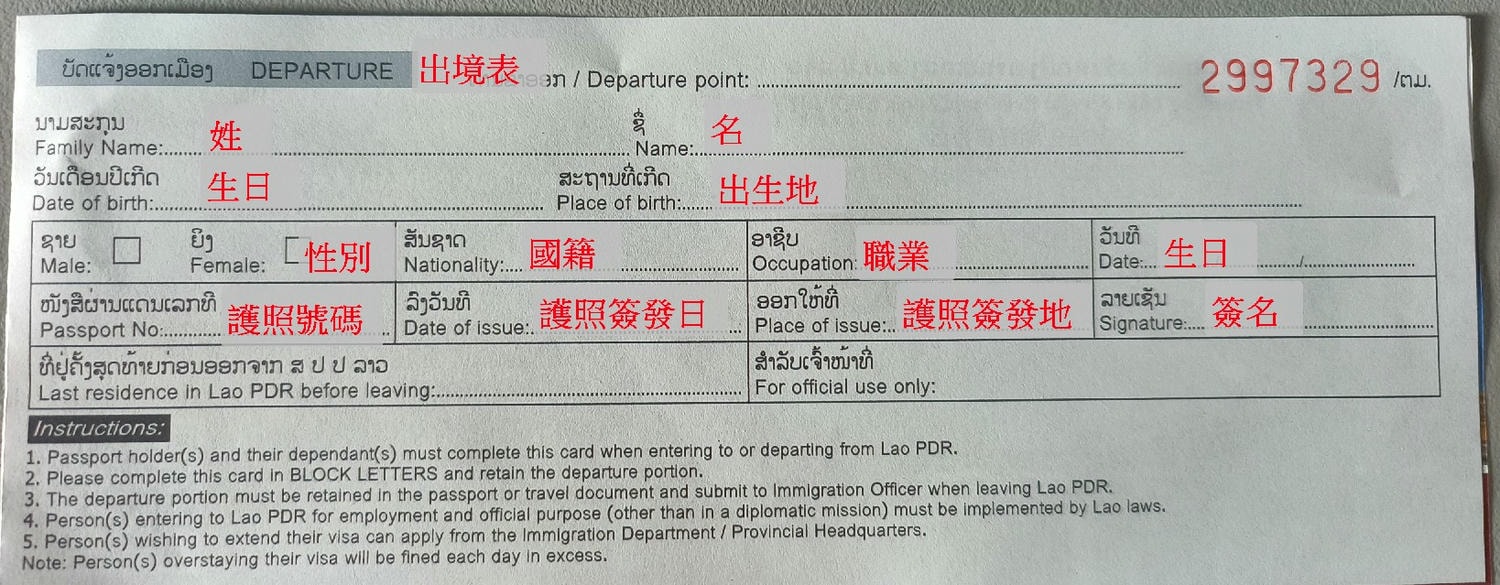 ບັດແຈ້ງອອກເມືອງ DEPARTURE 出境表 / Departure point: 2997329 /ຕມ.
ນາມສະກຸນ ຊື່
Family Name: 姓 Name: 名
ວັນເດືອນປີເກີດ ສະຖານທີ່ເກີດ
Date of birth: 生日 Place of birth: 出生地
ຊາຍ ຍິງ ສັນຊາດ ອາຊີບ ວັນທີ
Male: Female: 性別 Nationality: 國籍 Occupation: 職業 Date: 生日
ໜັງສືຜ່ານແດນເລກທີ ລົງວັນທີ ອອກໃຫ້ທີ່ ລາຍເຊັນ
Passport No: 護照號碼 Date of issue: 護照簽發日 Place of issue: 護照簽發地 Signature: 簽名
ທີ່ຢູ່ຄັ້ງສຸດທ້າຍກ່ອນອອກຈາກ ສ ປ ປ ລາວ ສຳລັບເຈົ້າໜ້າທີ່
Last residence in Lao PDR before leaving: For official use only:
Instructions:
1. Passport holder(s) and their dependant(s) must complete this card when entering to or departing from Lao PDR.
2. Please complete this card in BLOCK LETTERS and retain the departure portion.
3. The departure portion must be retained in the passport or travel document and submit to Immigration Officer when leaving Lao PDR.
4. Person(s) entering to Lao PDR for employment and official purpose (other than in a diplomatic mission) must be implemented by Lao laws.
5. Person(s) wishing to extend their visa can apply from the Immigration Department / Provincial Headquarters.
Note: Person(s) overstaying their visa will be fined each day in excess.